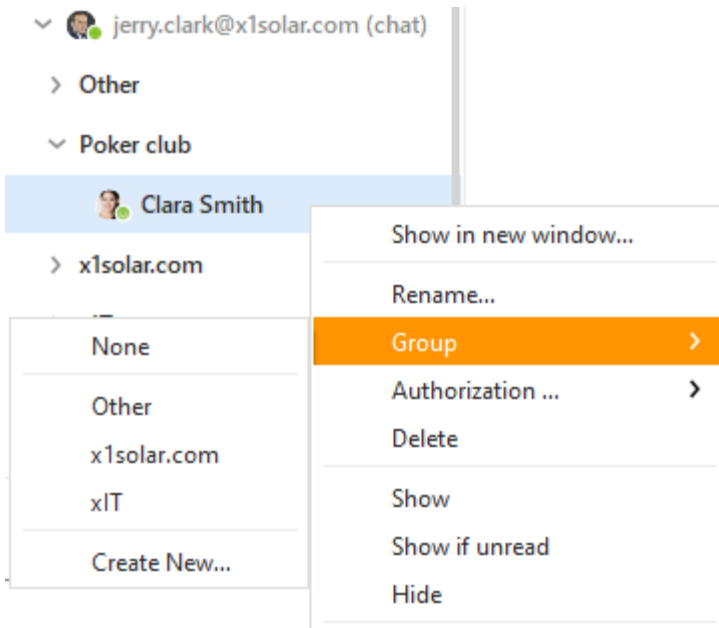 jerry.clark@x1solar.com (chat)
Other
Poker club
Clara Smith
x1solar.com
Show in new window...
Rename...
Group
Authorization ...
Delete
Show
Show if unread
Hide
None
Other
x1solar.com
xIT
Create New...